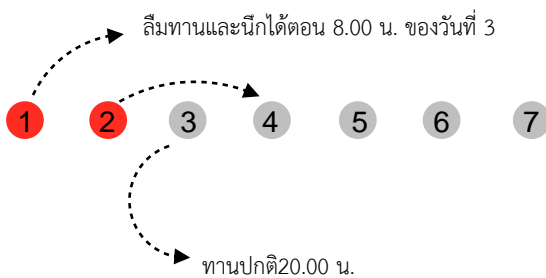 ลืมทานและนึกได้ตอน 8.00 น. ของวันที่ 3
1 2 3 4 5 6 7
ทานปกติ20.00 น.